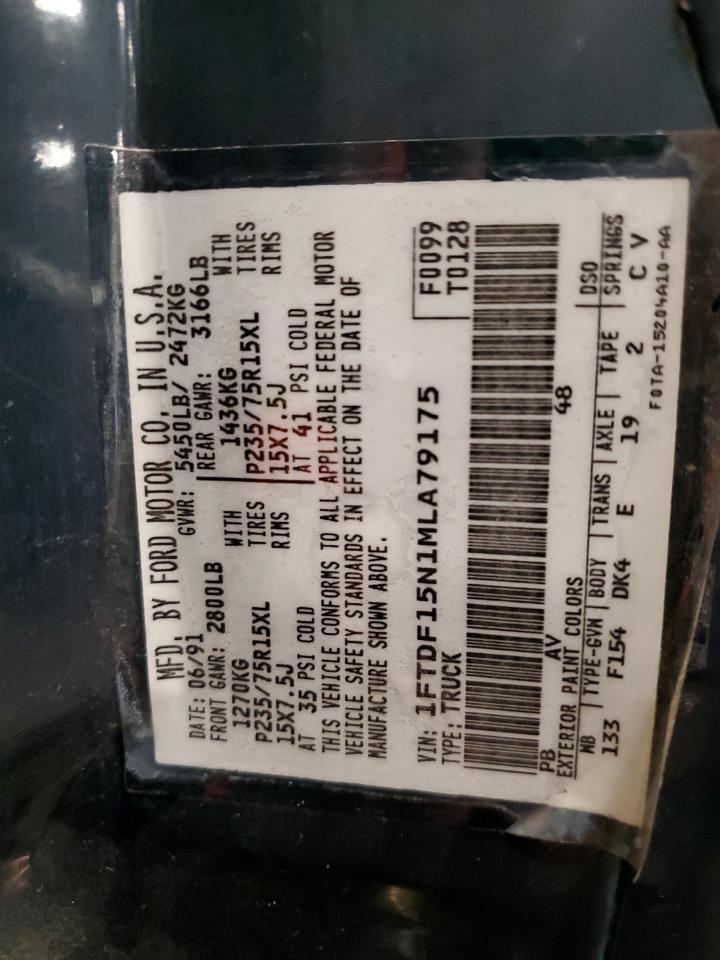 MFD. BY FORD MOTOR CO. IN U.S.A.
DATE: 06/91 GVWR: 5450LB/ 2472KG
FRONT GAWR: 2800LB REAR GAWR: 3166LB
1270KG WITH 1436KG WITH
P235/75R15XL TIRES P235/75R15XL TIRES
15X7.5J RIMS 15X7.5J RIMS
AT 35 PSI COLD AT 41 PSI COLD
THIS VEHICLE CONFORMS TO ALL APPLICABLE FEDERAL MOTOR
VEHICLE SAFETY STANDARDS IN EFFECT ON THE DATE OF
MANUFACTURE SHOWN ABOVE.
VIN: 1FTDF15N1MLA79175 F0099
TYPE: TRUCK T0128
PB AV 48
EXTERIOR PAINT COLORS DSO
WB TYPE-GVW BODY TRANS AXLE TAPE SPRINGS
133 F154 DK4 E 19 2 C V
F0TA-15204A10-AA